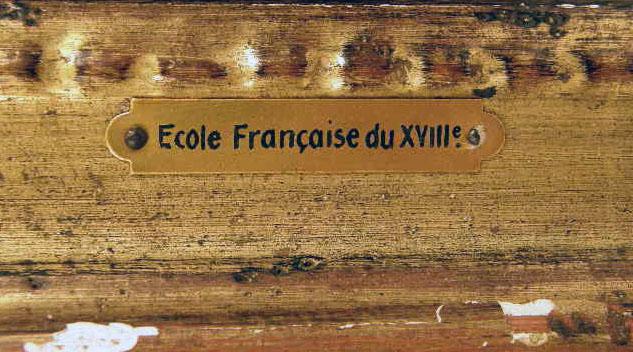 Ecole Française du XVIIIe.